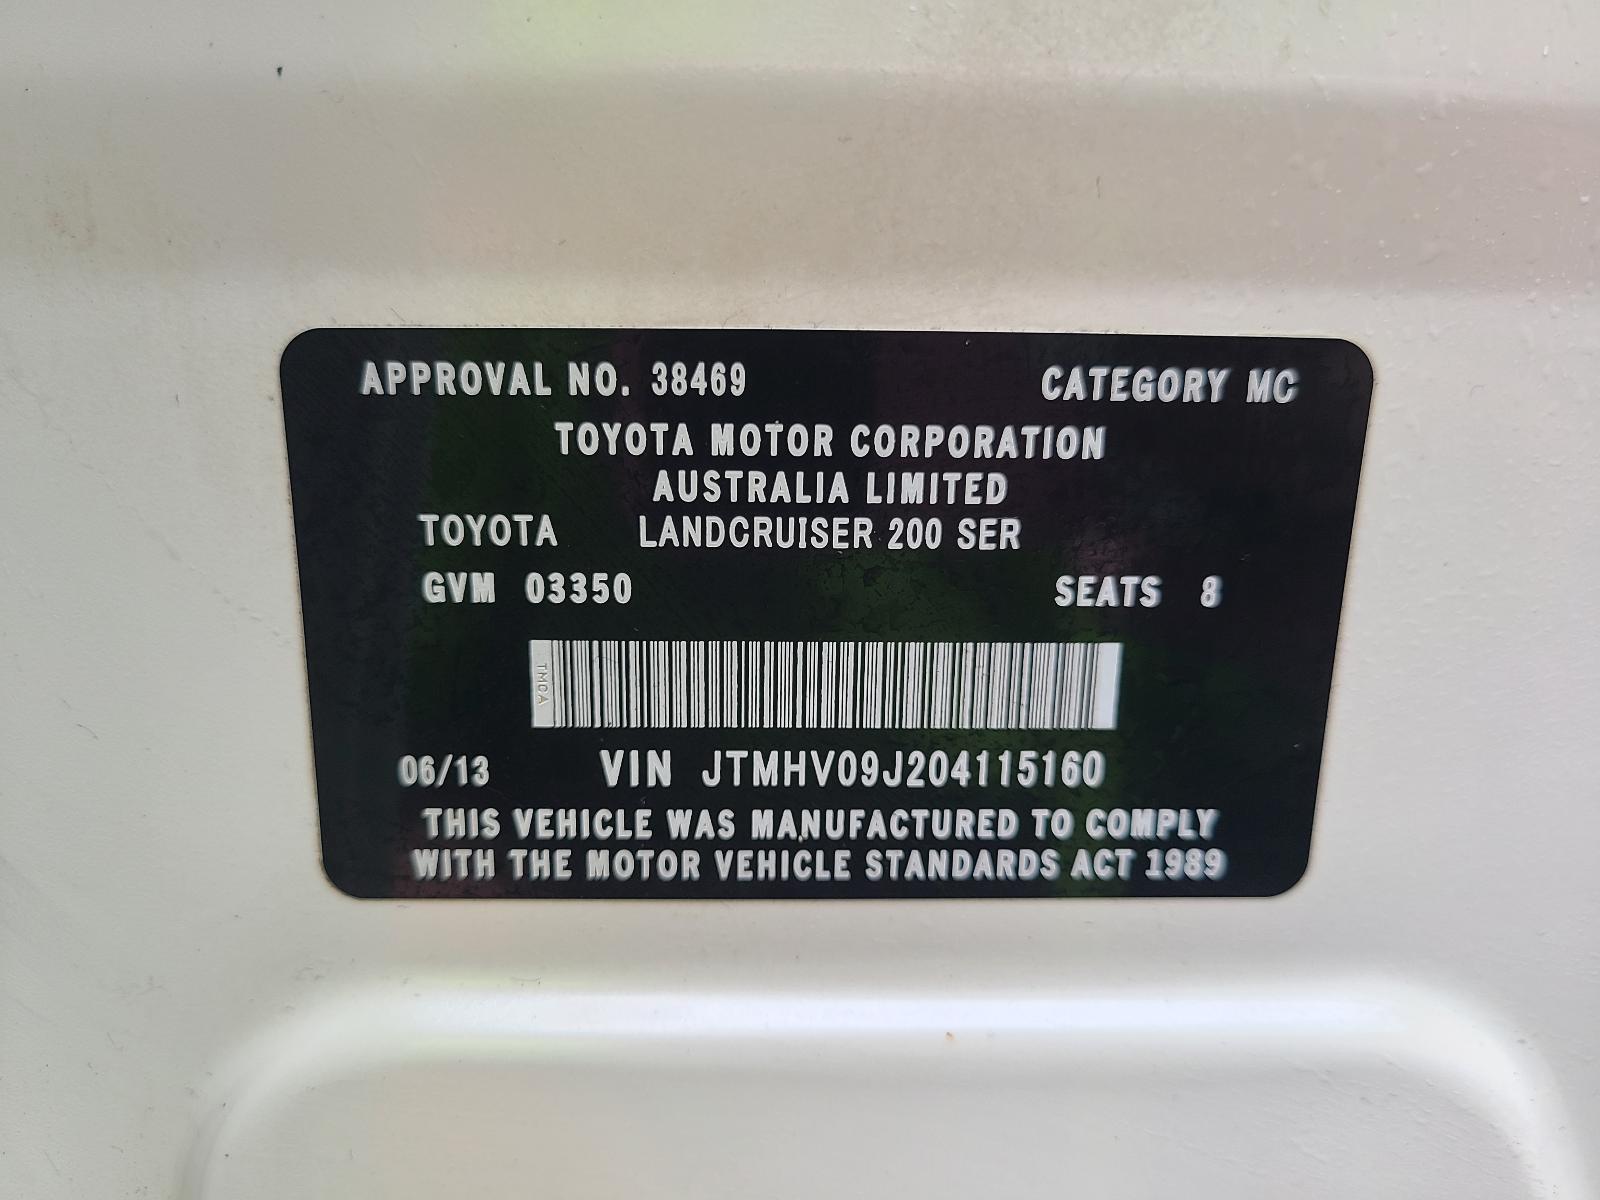 APPROVAL NO. 38469 CATEGORY MC
TOYOTA MOTOR CORPORATION
AUSTRALIA LIMITED
TOYOTA LANDCRUISER 200 SER
GVM 03350 SEATS 8
TMCA
06/13 VIN JTMHV09J204115160
THIS VEHICLE WAS MANUFACTURED TO COMPLY
WITH THE MOTOR VEHICLE STANDARDS ACT 1989